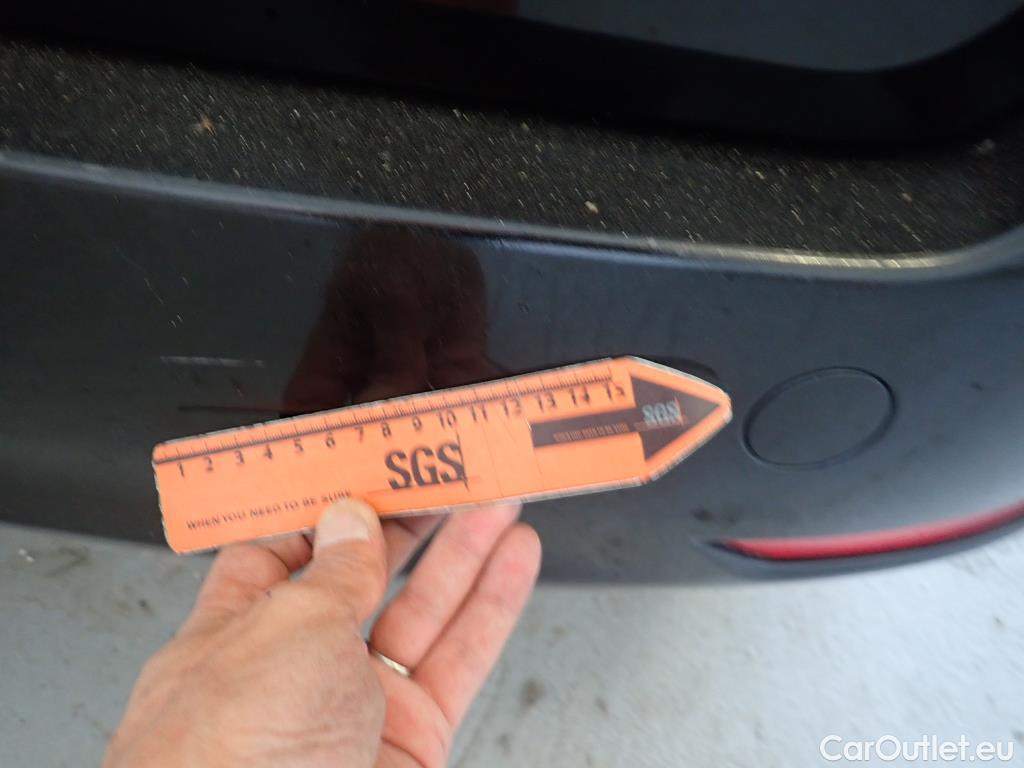 1 2 3 4 5 6 7 8 9 10 11 12 13 14 15
SGS
SGS
WHEN YOU NEED TO BE SURE
CarOutlet.eu